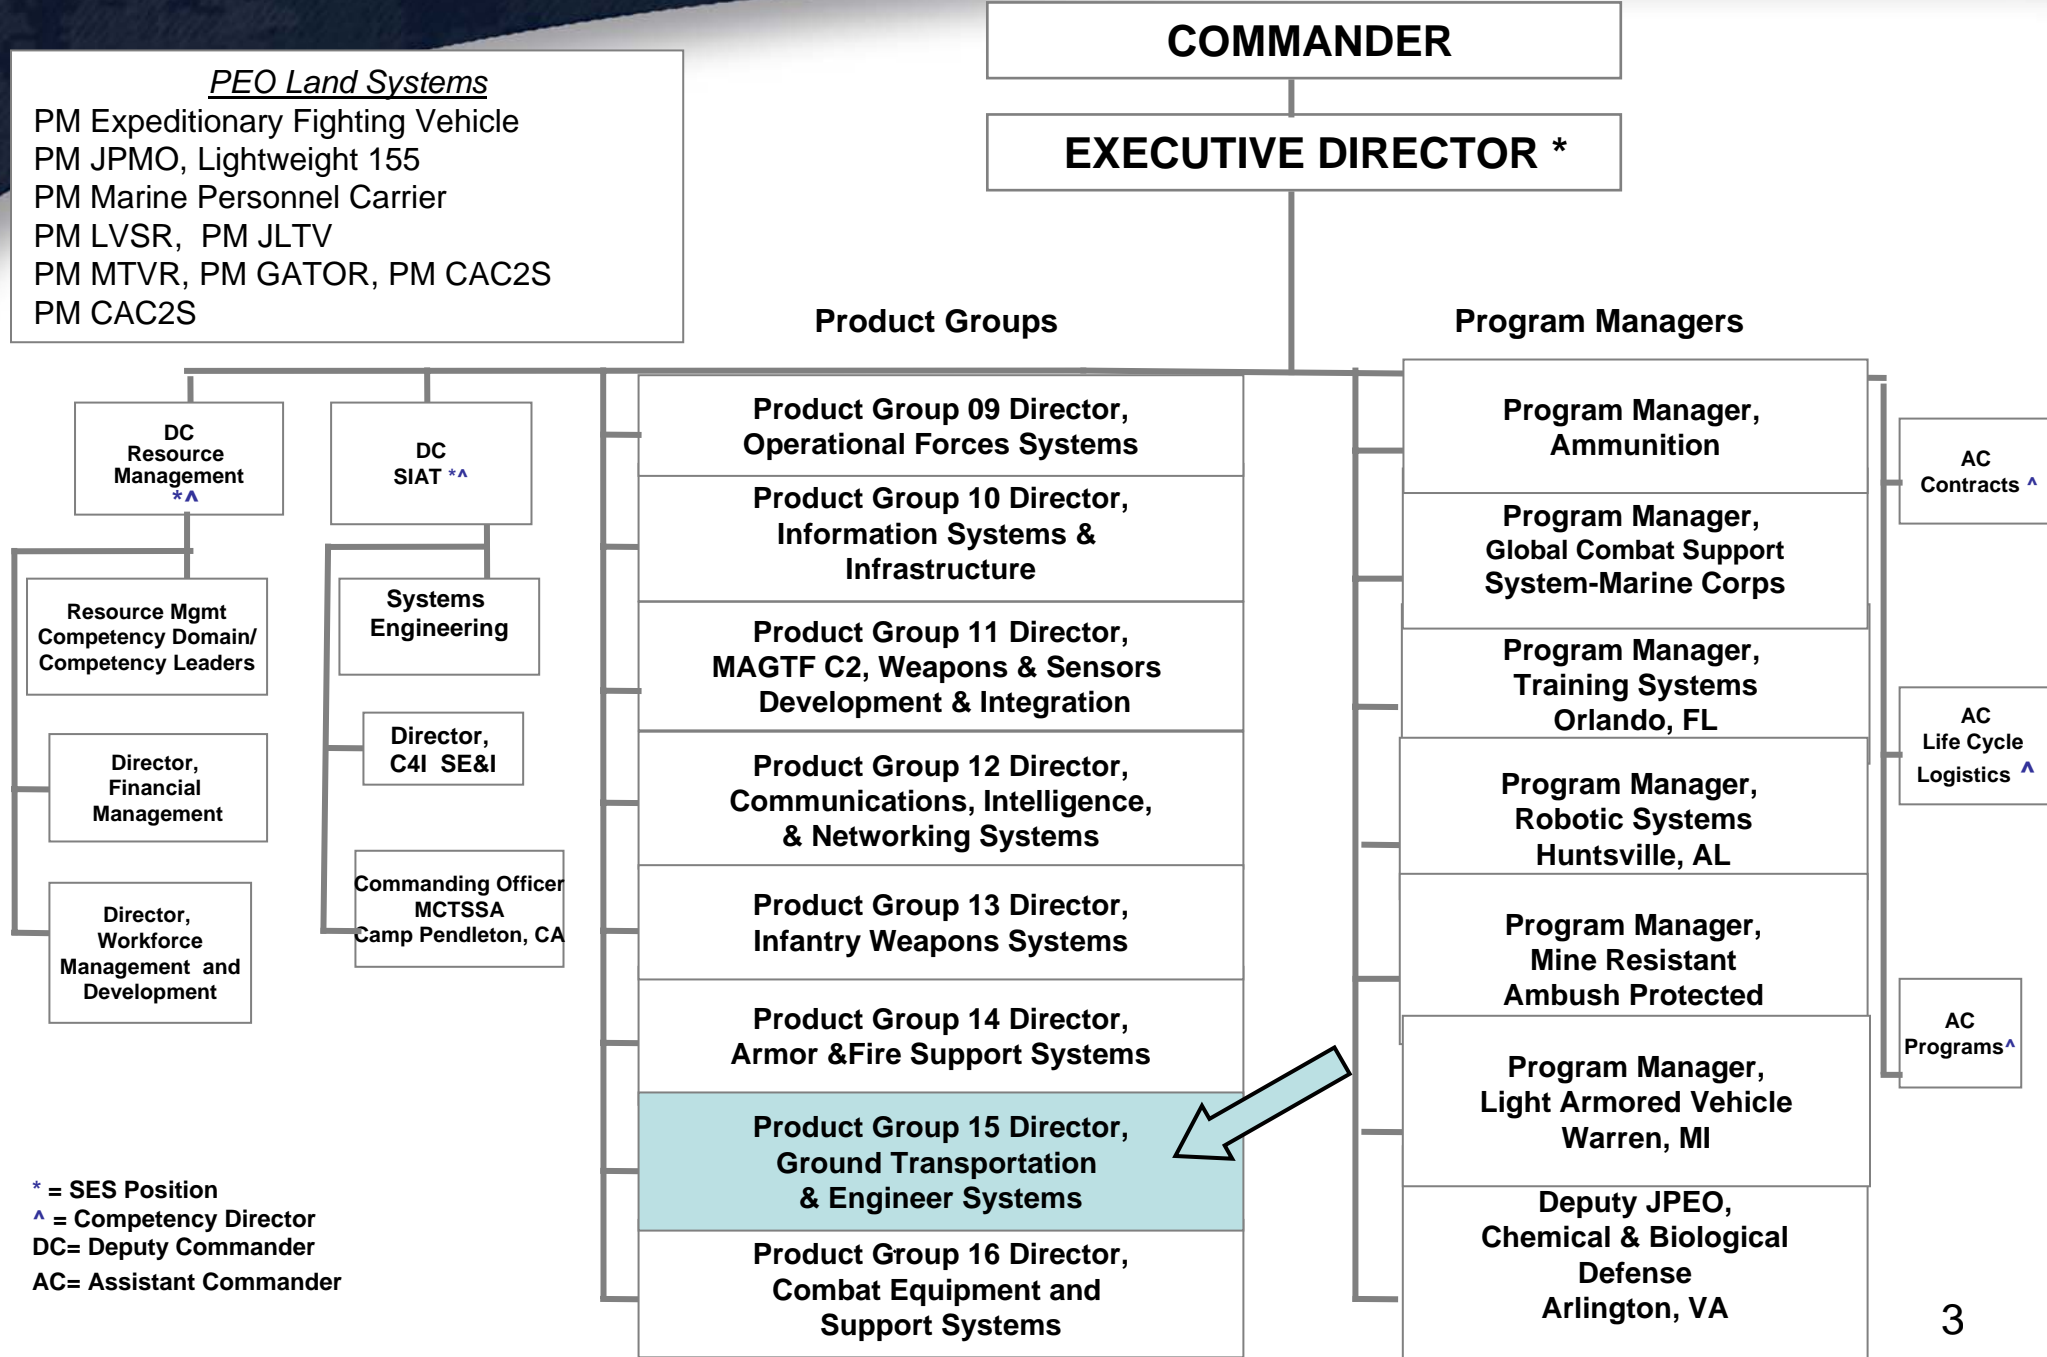 COMMANDER
EXECUTIVE DIRECTOR *
PEO Land Systems
PM Expeditionary Fighting Vehicle
PM JPMO, Lightweight 155
PM Marine Personnel Carrier
PM LVSR,  PM JLTV
PM MTVR, PM GATOR, PM CAC2S
PM CAC2S
Product Groups
Program Managers
DC
Resource
Management
*^
Resource Mgmt
Competency Domain/
Competency Leaders
Director,
Financial
Management
Director,
Workforce
Management  and
Development
DC
SIAT *^
Systems
Engineering
Director,
C4I  SE&I
Commanding Officer
MCTSSA
Camp Pendleton, CA
Product Group 09 Director,
Operational Forces Systems
Product Group 10 Director,
Information Systems &
Infrastructure
Product Group 11 Director,
MAGTF C2, Weapons & Sensors
Development & Integration
Product Group 12 Director,
Communications, Intelligence,
& Networking Systems
Product Group 13 Director,
Infantry Weapons Systems
Product Group 14 Director,
Armor &Fire Support Systems
Product Group 15 Director,
Ground Transportation
& Engineer Systems
Product Group 16 Director,
Combat Equipment and
Support Systems
Program Manager,
Ammunition
Program Manager,
Global Combat Support
System-Marine Corps
Program Manager,
Training Systems
Orlando, FL
Program Manager,
Robotic Systems
Huntsville, AL
Program Manager,
Mine Resistant
Ambush Protected
Program Manager,
Light Armored Vehicle
Warren, MI
Deputy JPEO,
Chemical & Biological
Defense
Arlington, VA
AC
Contracts ^
AC
Life Cycle
Logistics ^
AC
Programs^
* = SES Position
^ = Competency Director
DC= Deputy Commander
AC= Assistant Commander
3